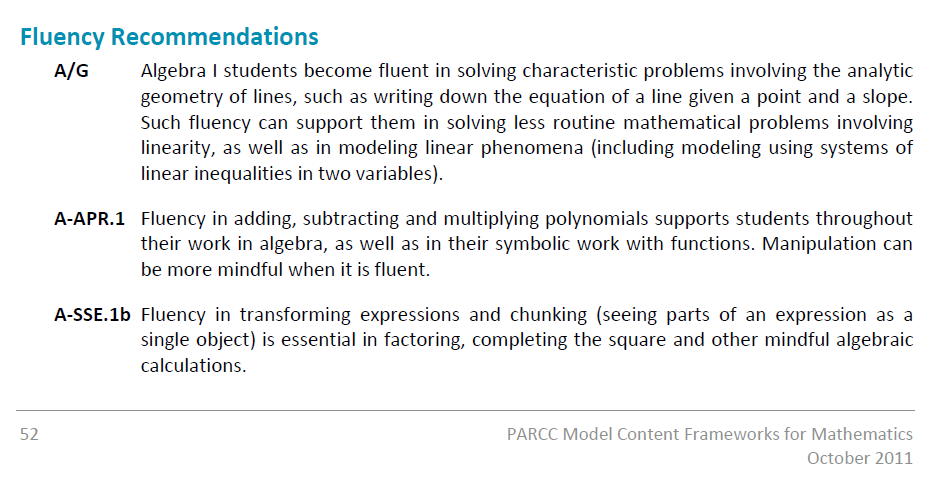 Fluency Recommendations
A/G Algebra I students become fluent in solving characteristic problems involving the analytic
geometry of lines, such as writing down the equation of a line given a point and a slope.
Such fluency can support them in solving less routine mathematical problems involving
linearity, as well as in modeling linear phenomena (including modeling using systems of
linear inequalities in two variables).
A-APR.1 Fluency in adding, subtracting and multiplying polynomials supports students throughout
their work in algebra, as well as in their symbolic work with functions. Manipulation can
be more mindful when it is fluent.
A-SSE.1b Fluency in transforming expressions and chunking (seeing parts of an expression as a
single object) is essential in factoring, completing the square and other mindful algebraic
calculations.
52 PARCC Model Content Frameworks for Mathematics
October 2011